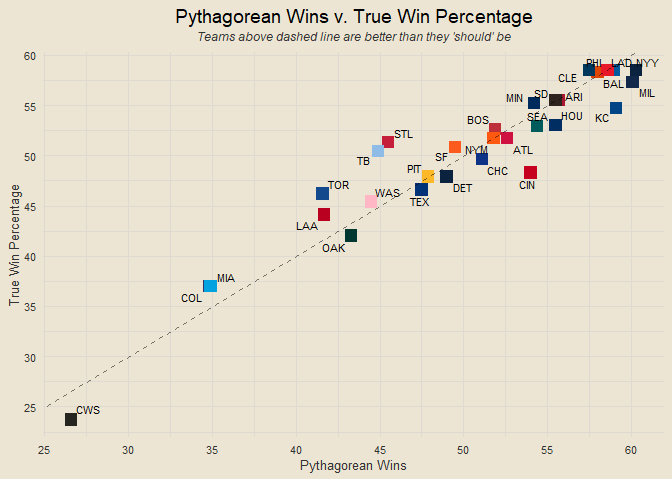 Pythagorean Wins v. True Win Percentage
Teams above dashed line are better than they 'should' be
True Win Percentage
60
55
50
45
40
35
30
25
PHI LAD NYY
CLE
BAL
MIL
MIN SD ARI
KC
BOS SEA HOU
STL
NYM ATL
TB
SF
CHC
PIT
CIN
TOR
DET
WAS
TEX
LAA
OAK
MIA
COL
CWS
25 30 35 40 45 50 55 60
Pythagorean Wins